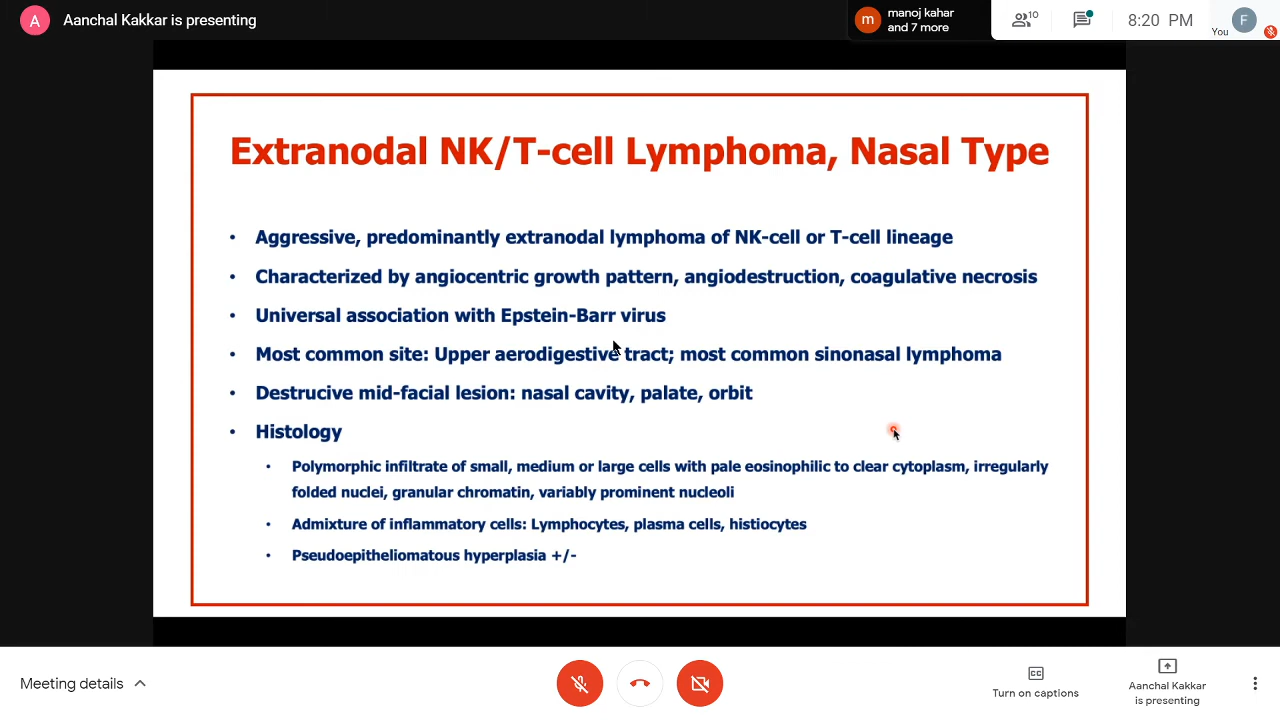 A
Aanchal Kakkar is presenting
m
manoj kahar
and 7 more
10
8:20 PM
You
F
Extranodal NK/T-cell Lymphoma, Nasal Type
• Aggressive, predominantly extranodal lymphoma of NK-cell or T-cell lineage
• Characterized by angiocentric growth pattern, angiodestruction, coagulative necrosis
• Universal association with Epstein-Barr virus
• Most common site: Upper aerodigestive tract; most common sinonasal lymphoma
• Destrucive mid-facial lesion: nasal cavity, palate, orbit
• Histology
• Polymorphic infiltrate of small, medium or large cells with pale eosinophilic to clear cytoplasm, irregularly
folded nuclei, granular chromatin, variably prominent nucleoli
• Admixture of inflammatory cells: Lymphocytes, plasma cells, histiocytes
• Pseudoepitheliomatous hyperplasia +/-
Meeting details
CC
Turn on captions
Aanchal Kakkar
is presenting